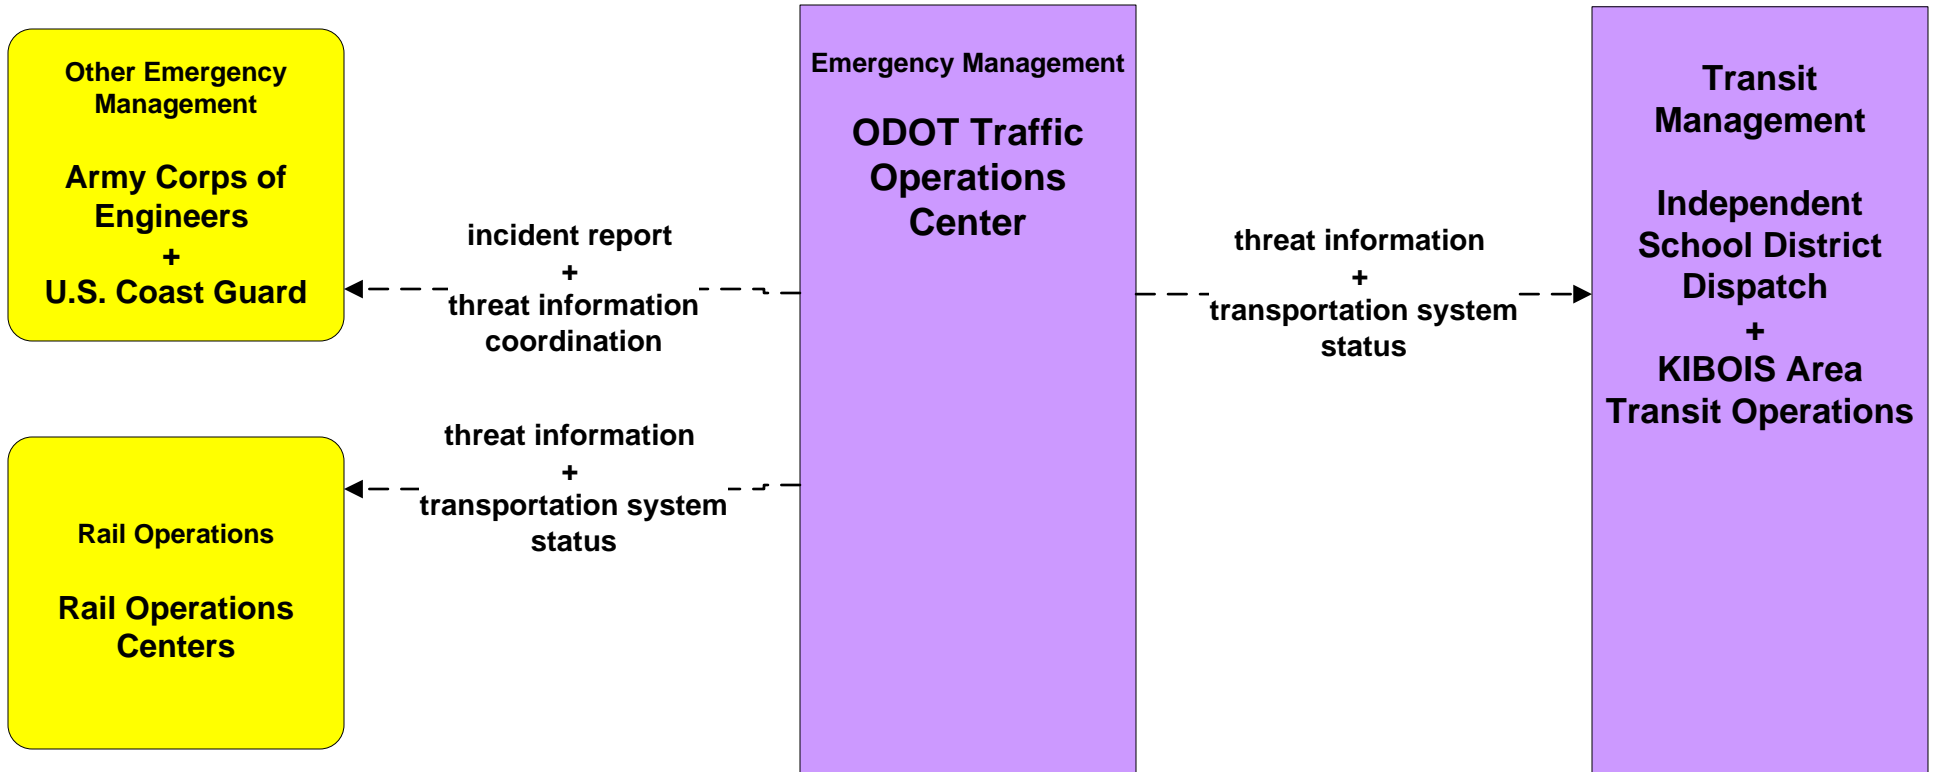 Other Emergency
Management
Army Corps of
Engineers
+
U.S. Coast Guard
incident report
+
threat information
coordination
Rail Operations
Rail Operations
Centers
threat information
+
transportation system
status
Emergency Management
ODOT Traffic
Operations
Center
threat information
+
transportation system
status
Transit
Management
Independent
School District
Dispatch
+
KIBOIS Area
Transit Operations